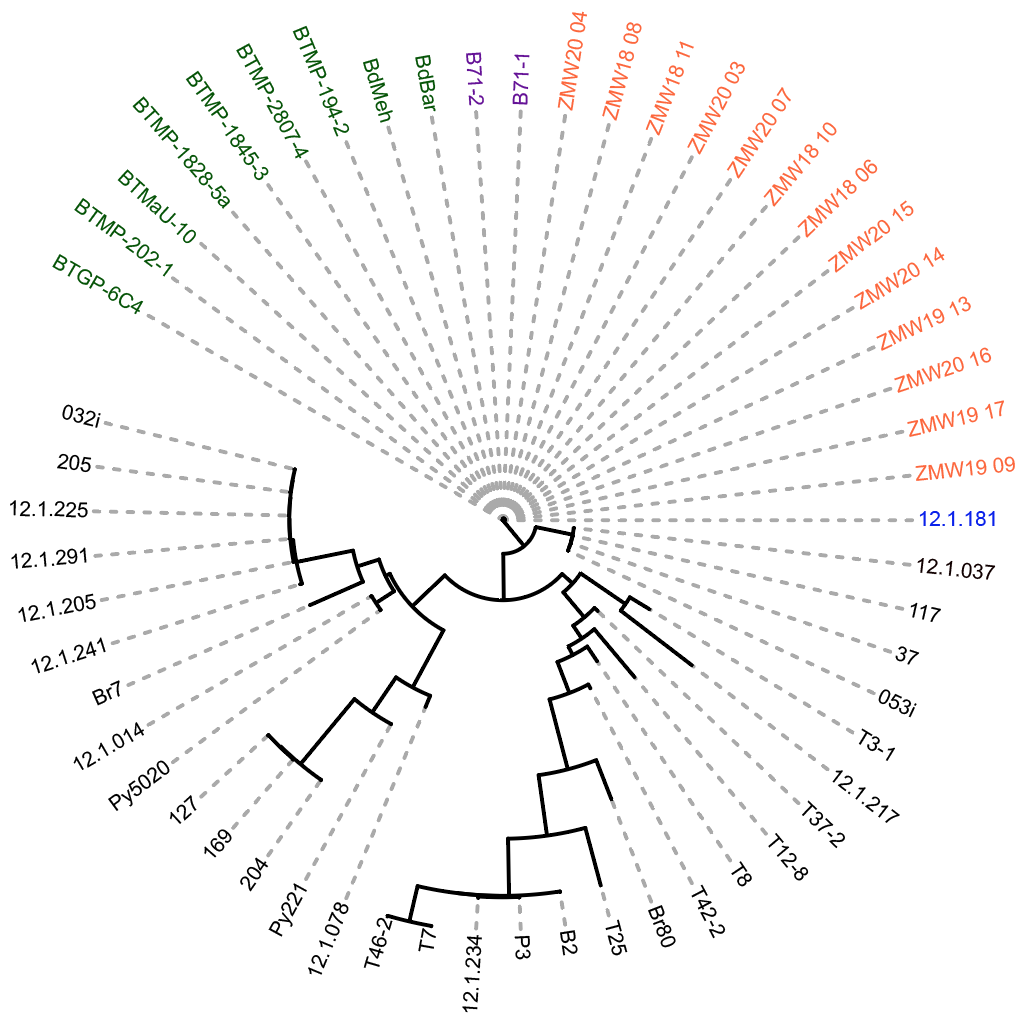 BTGP-6C4
BTMP-202-1
BTMaU-10
BTMP-1828-5a
BTMP-1845-3
BTMP-2807-4
BTMP-194-2
BdMeh
BdBar
B71-2
B71-1
ZMW20 04
ZMW18 08
ZMW18 11
ZMW20 03
ZMW20 07
ZMW18 10
ZMW18 06
ZMW20 15
ZMW20 14
ZMW19 13
ZMW20 16
ZMW19 17
ZMW19 09
12.1.181
12.1.037
117
37
053i
T3-1
12.1.217
T37-2
T12-8
T8
T42-2
Br80
T25
B2
P3
12.1.234
T7
T46-2
12.1.078
Py221
204
169
127
Py5020
12.1.014
Br7
12.1.241
12.1.205
12.1.291
12.1.225
205
032i